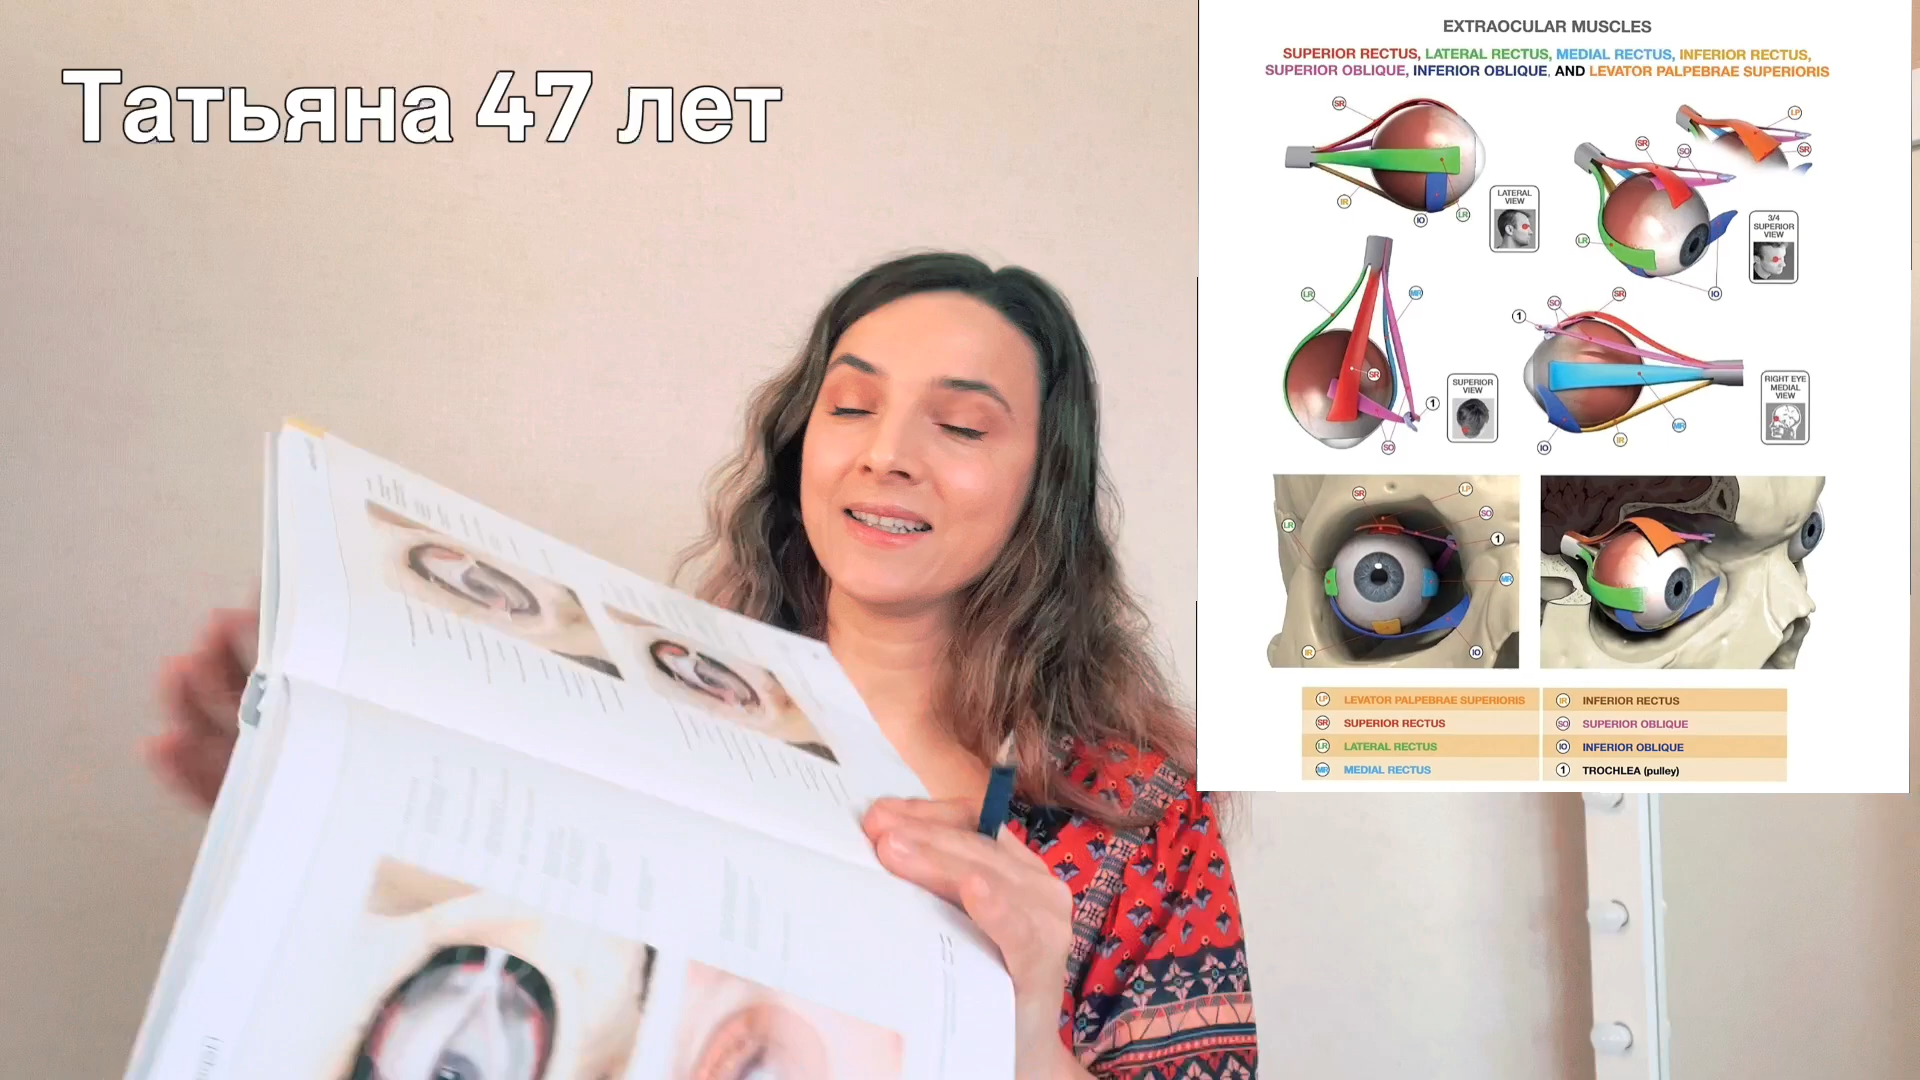 Татьяна 47 лет
EXTRAOCULAR MUSCLES
SUPERIOR RECTUS, LATERAL RECTUS, MEDIAL RECTUS, INFERIOR RECTUS,
SUPERIOR OBLIQUE, INFERIOR OBLIQUE, AND LEVATOR PALPEBRAE SUPERIORIS
SR
IR
IO
LR
LATERAL
VIEW
LP
SR
SR
SO
LR
IO
3/4
SUPERIOR
VIEW
LR
MR
SR
1
SO
SUPERIOR
VIEW
SO
SR
1
IO
IR
MR
RIGHT EYE
MEDIAL
VIEW
SR
LP
LR
SO
1
MR
IR
IO
LP LEVATOR PALPEBRAE SUPERIORIS
SR SUPERIOR RECTUS
LR LATERAL RECTUS
MR MEDIAL RECTUS
IR INFERIOR RECTUS
SO SUPERIOR OBLIQUE
IO INFERIOR OBLIQUE
1 TROCHLEA (pulley)